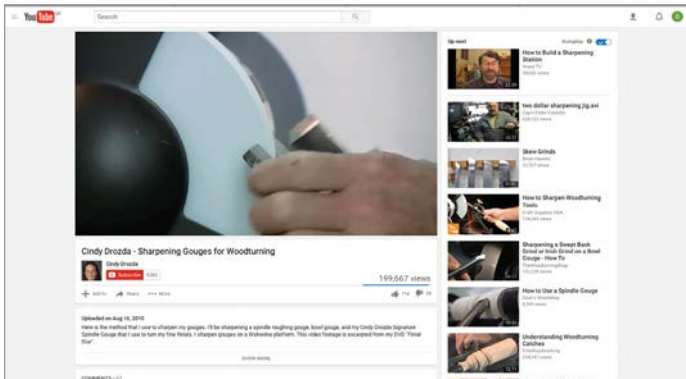 YouTube
Search
Cindy Drozda - Sharpening Gouges for Woodturning
Cindy Drozda
Subscribe
199,667 views
Add to Share More
Uploaded on Aug 16, 2010
Here is the method that I use to sharpen my gouges. I'll be sharpening a spindle roughing gouge, bowl gouge, and my Cindy Drozda Signature
Spindle Gouge that I use to turn my fine finials. I sharpen gouges on a Wolverine platform. This video footage is excerpted from my DVD "Finial
Star".
SHOW MORE
COMMENTS
Up next
Autoplay
How to Build a Sharpening
Station
two dollar sharpening jig.avi
Skew Grinds
How to Sharpen Woodturning
Tools
Craft Supplies USA
Sharpening a Swept Back
Grind or Irish Grind on a Bowl
Gouge - How To
How to Use a Spindle Gouge
Understanding Woodturning
Catches